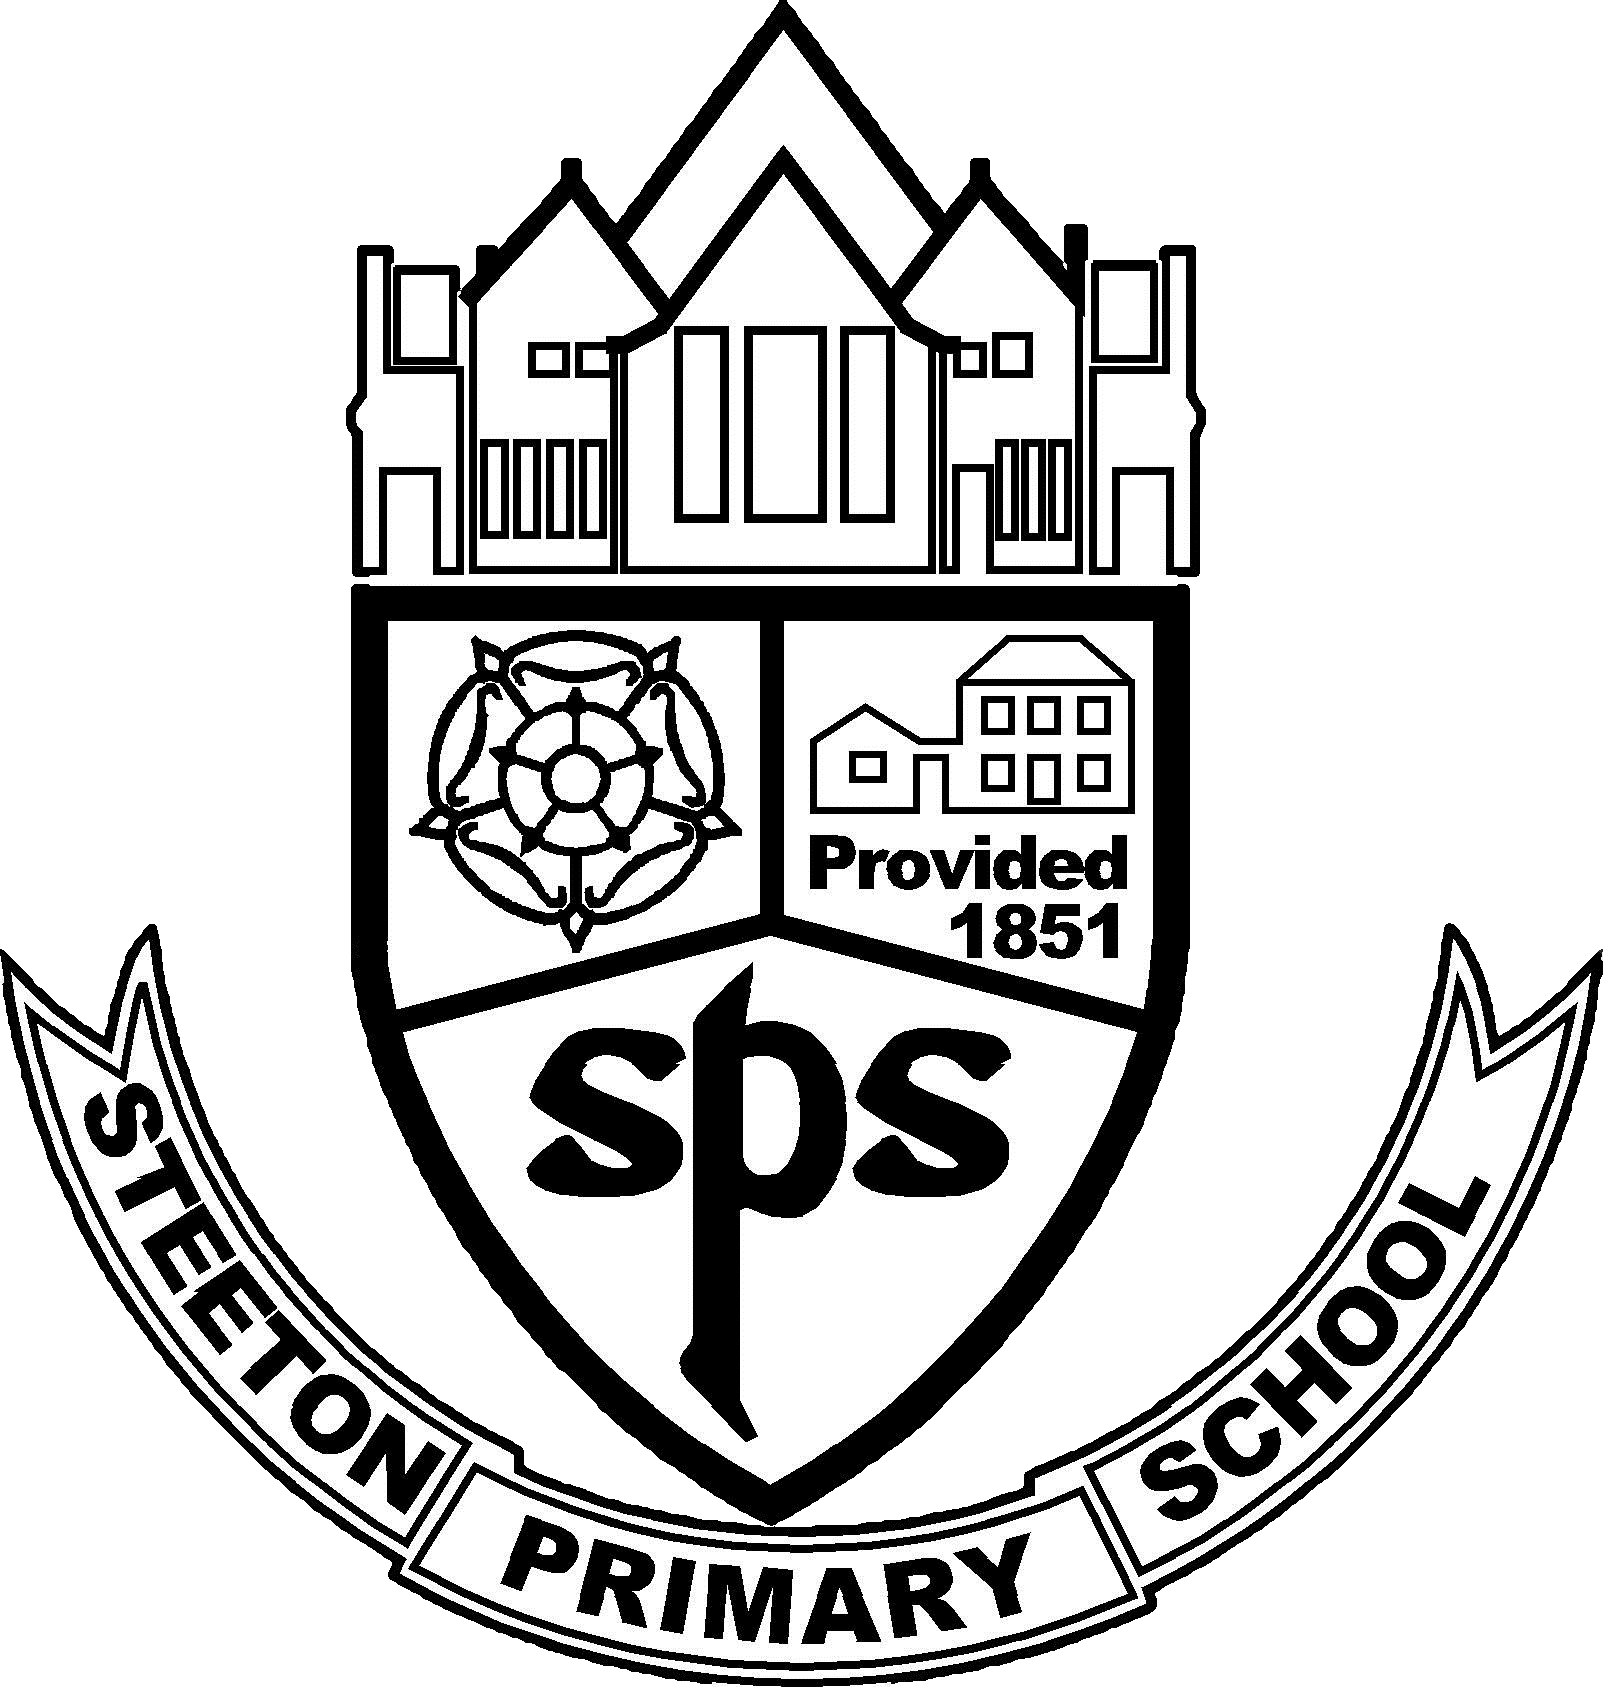 Provided
1851
sps
STEETON PRIMARY SCHOOL